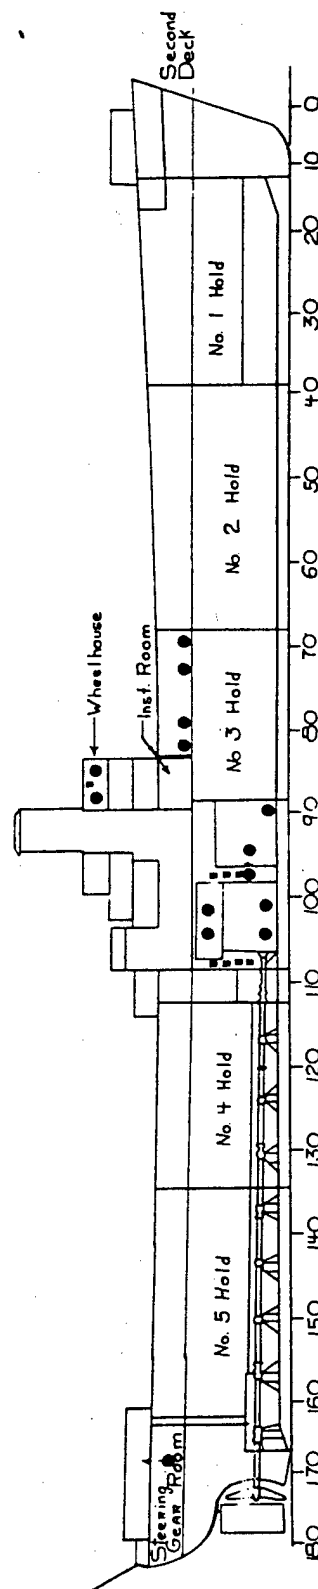 Second
Deck
Wheelhouse
Inst. Room
No. 1 Hold
No. 2 Hold
No 3 Hold
No. 4 Hold
No. 5 Hold
Steering
Gear Room
180 170 160 150 140 130 120 110 100 90 80 70 60 50 40 30 20 10 0